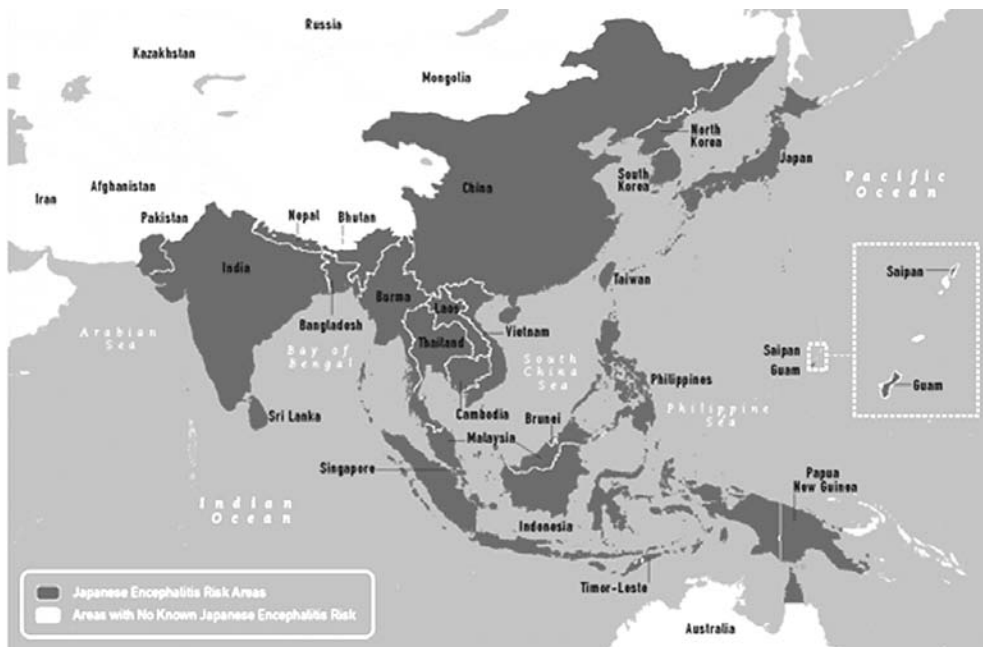 Russia
Kazakhstan
Mongolia
North
Korea
South
Korea
Japan
China
Pacific
Ocean
Iran
Afghanistan
Pakistan
Nepal
Bhutan
India
Burma
Laos
Taiwan
Saipan
Bangladesh
Thailand
Vietnam
Arabian
Sea
Bay of
Bengal
South
China
Sea
Saipan
Guam
Guam
Philippines
Philippine
Sea
Sri Lanka
Cambodia
Brunei
Malaysia
Singapore
Papua
New Guinea
Indian
Ocean
Indonesia
Timor-Leste
Australia
Japanese Encephalitis Risk Areas
Areas with No Known Japanese Encephalitis Risk